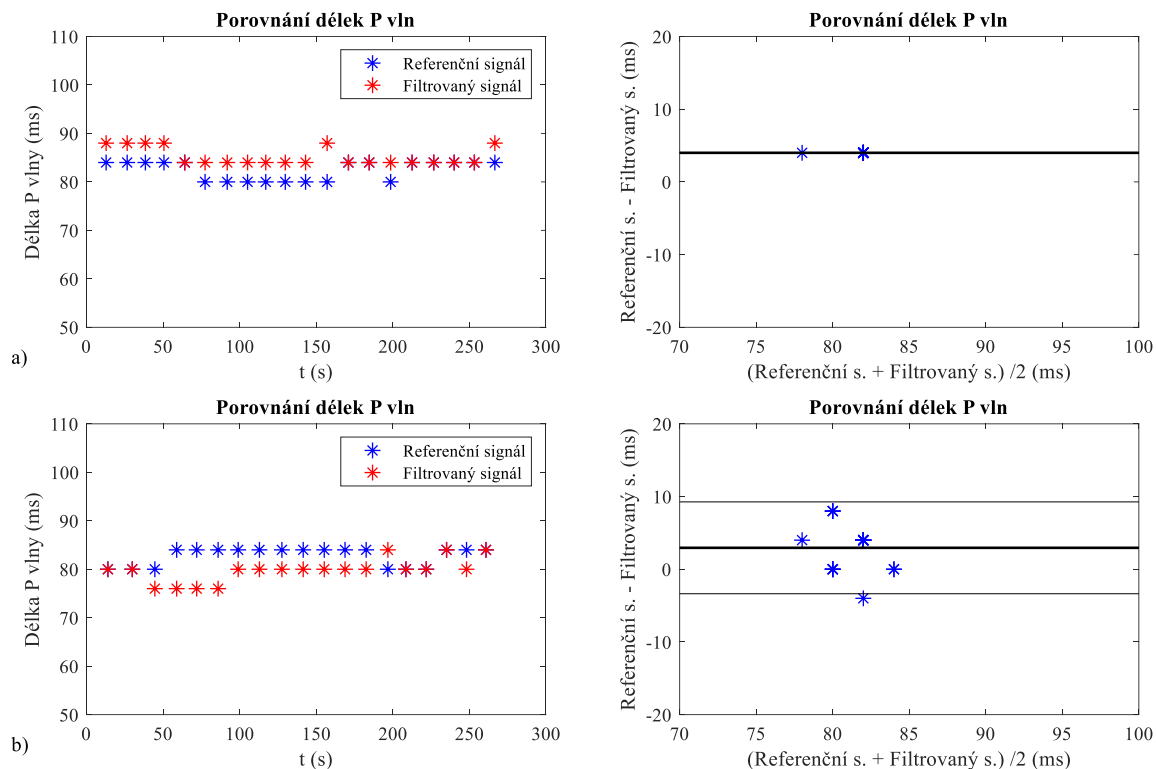 Porovnání délek P vln
Délka P vlny (ms)
110
100
90
80
70
60
50
0
50
100
150
200
250
300
t (s)
Referenční signál
Filtrovaný signál
a)
Porovnání délek P vln
Referenční s. - Filtrovaný s. (ms)
20
10
0
-10
-20
70
75
80
85
90
95
100
(Referenční s. + Filtrovaný s.) /2 (ms)
Porovnání délek P vln
Délka P vlny (ms)
110
100
90
80
70
60
50
0
50
100
150
200
250
300
t (s)
Referenční signál
Filtrovaný signál
b)
Porovnání délek P vln
Referenční s. - Filtrovaný s. (ms)
20
10
0
-10
-20
70
75
80
85
90
95
100
(Referenční s. + Filtrovaný s.) /2 (ms)